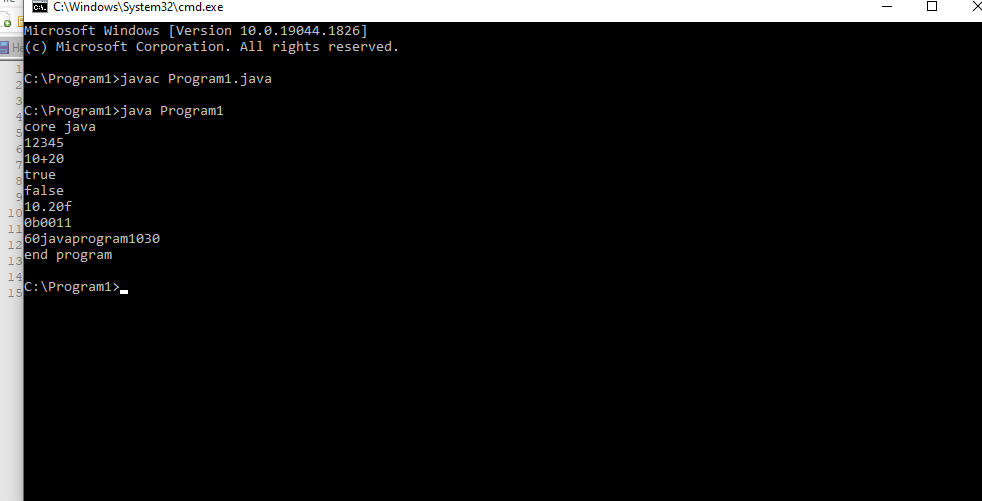 C:\Windows\System32\cmd.exe
Microsoft Windows [Version 10.0.19044.1826]
(c) Microsoft Corporation. All rights reserved.
C:\Program1>javac Program1.java
C:\Program1>java Program1
core java
12345
10+20
true
false
10.20f
0b0011
60javaprogram1030
end program
C:\Program1>
1
2
3
4
5
6
7
8
9
10
11
12
13
14
15